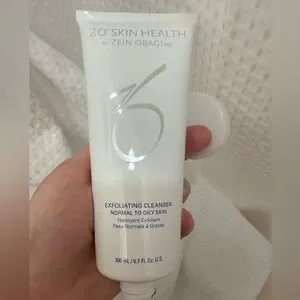 ZO® SKIN HEALTH
BY ZEIN OBAGI MD
EXFOLIATING CLEANSER
NORMAL TO OILY SKIN
Nettoyant Exfoliant
Peau Normale à Grasse
200 mL / 6.7 Fl. Oz. U.S.